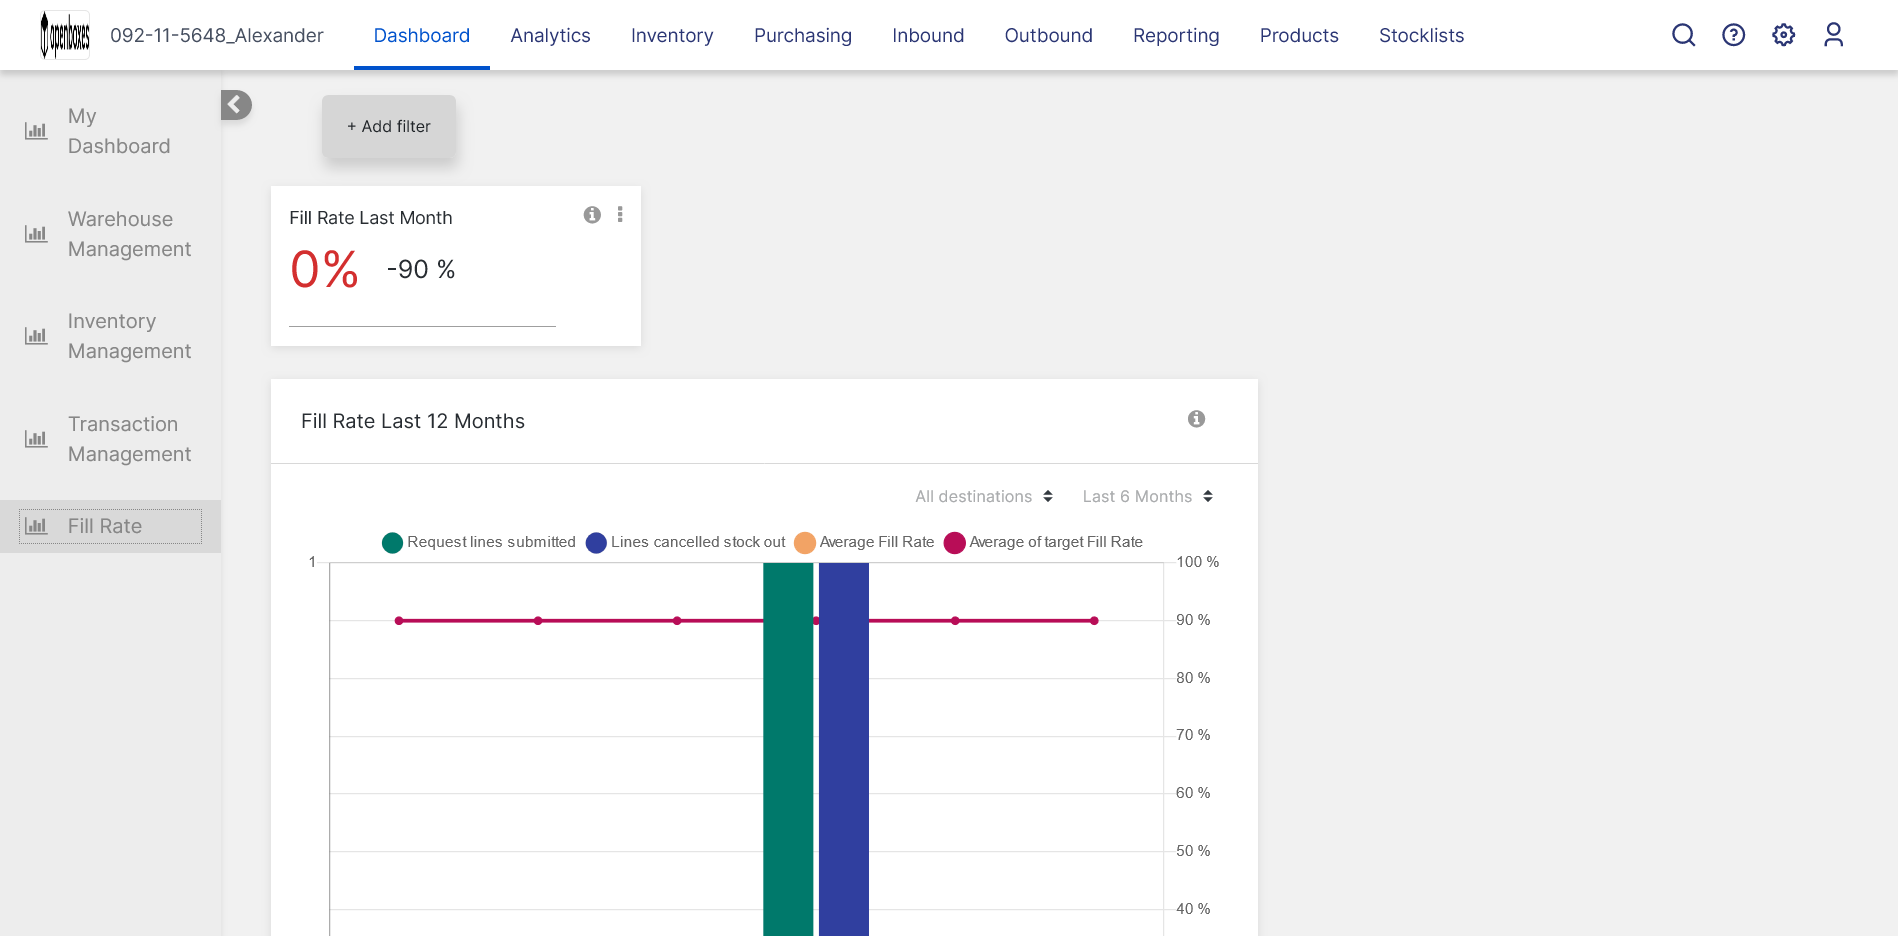 openboxes
092-11-5648_Alexander
Dashboard
Analytics
Inventory
Purchasing
Inbound
Outbound
Reporting
Products
Stocklists
My
Dashboard
Warehouse
Management
Inventory
Management
Transaction
Management
Fill Rate
+ Add filter
Fill Rate Last Month
0%
-90 %
Fill Rate Last 12 Months
All destinations
Last 6 Months
Request lines submitted
Lines cancelled stock out
Average Fill Rate
Average of target Fill Rate
1
100 %
90 %
80 %
70 %
60 %
50 %
40 %